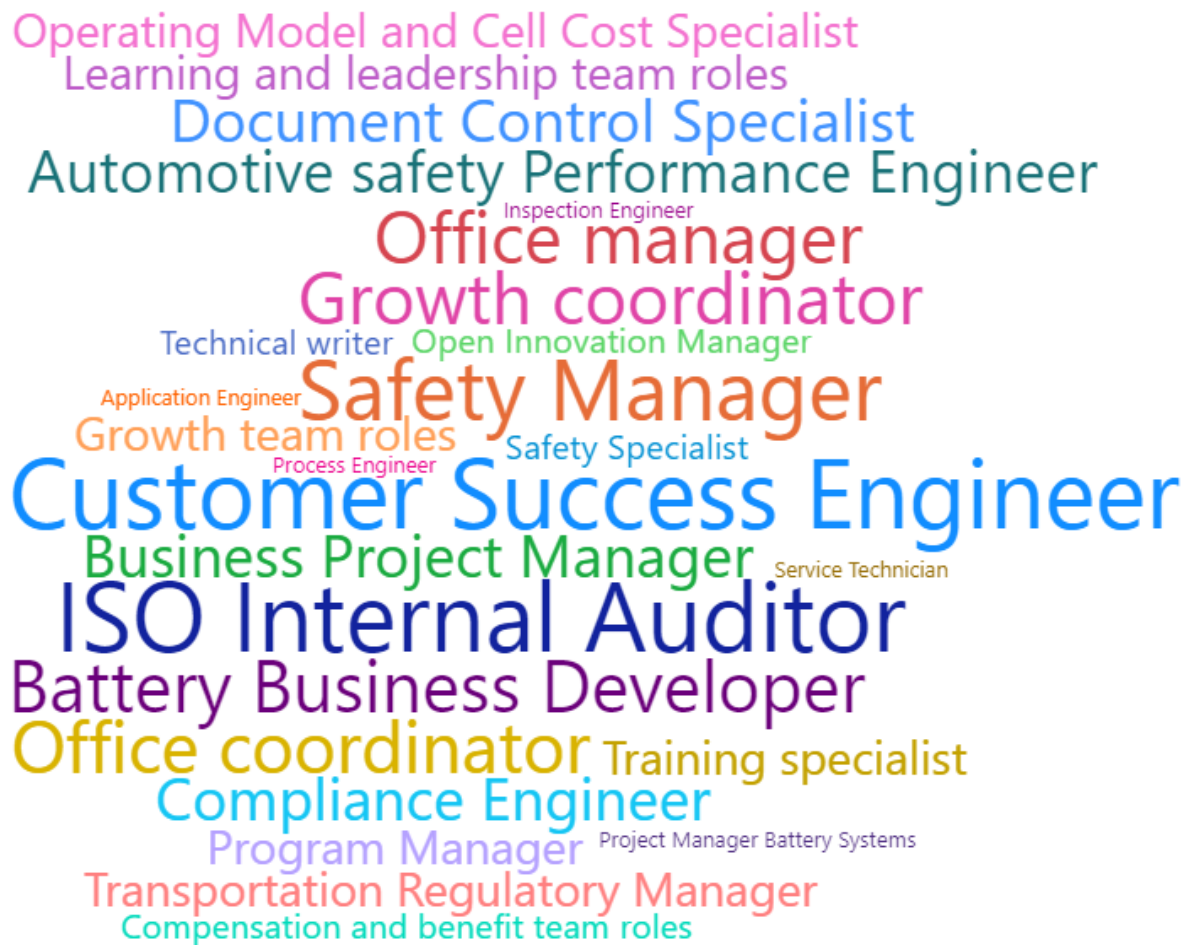 Operating Model and Cell Cost Specialist
Learning and leadership team roles
Document Control Specialist
Automotive safety Performance Engineer
Inspection Engineer
Office manager
Growth coordinator
Technical writer
Open Innovation Manager
Safety Manager
Application Engineer
Growth team roles
Safety Specialist
Process Engineer
Customer Success Engineer
Business Project Manager
Service Technician
ISO Internal Auditor
Battery Business Developer
Office coordinator
Training specialist
Compliance Engineer
Program Manager
Project Manager Battery Systems
Transportation Regulatory Manager
Compensation and benefit team roles